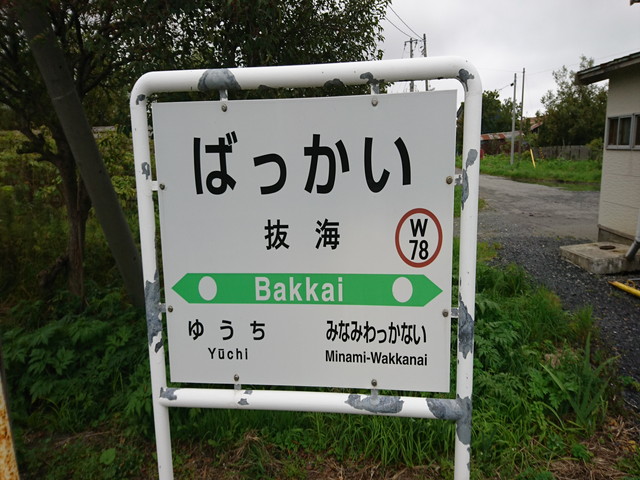 ばっかい
抜海
W
78
Bakkai
ゆうち みなみわっかない
Yūchi Minami-Wakkanai